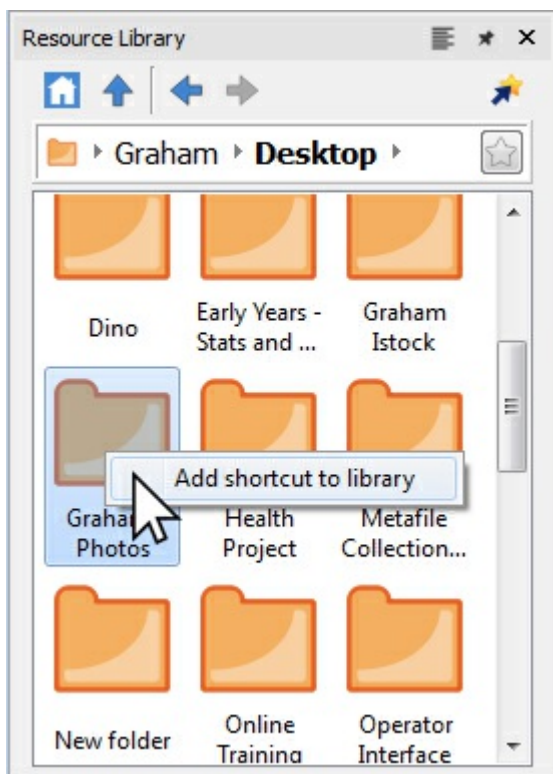 Resource Library
Graham Desktop
Dino
Early Years -
Stats and ...
Graham
Istock
Add shortcut to library
Photos
Health
Project
Metafile
Collection...
New folder
Online
Training
Operator
Interface